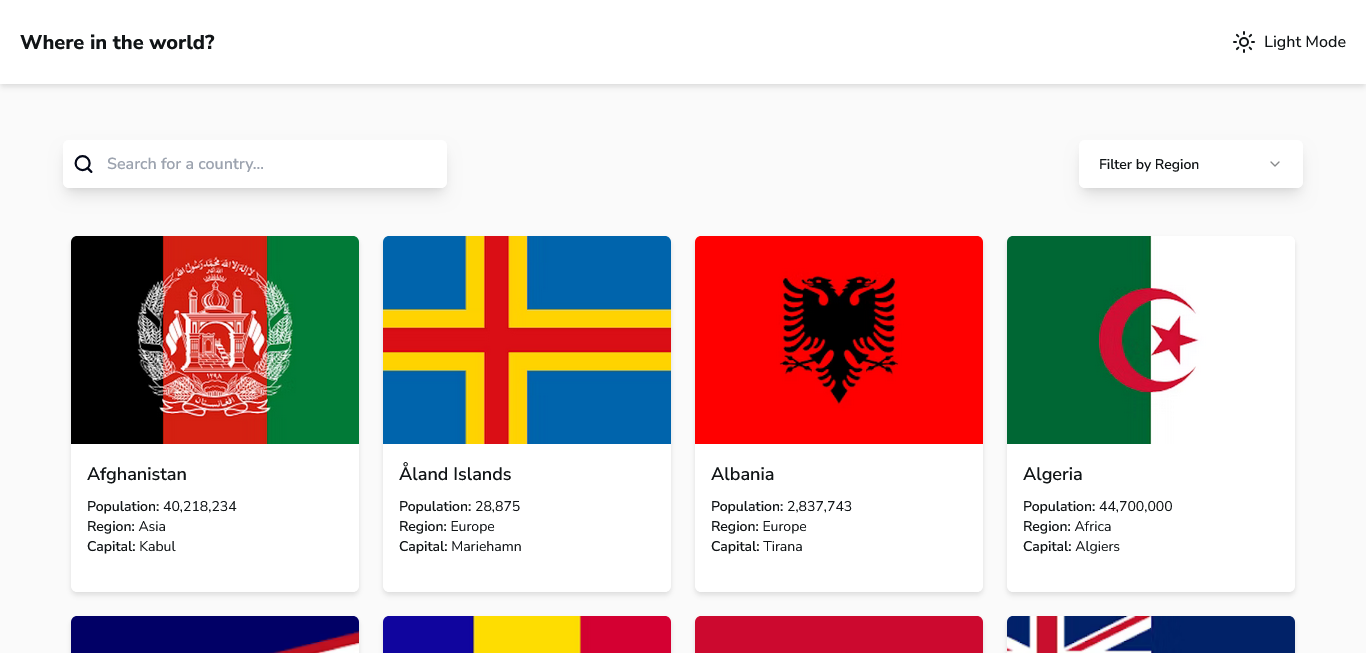 Where in the world?
Light Mode
Search for a country...
Filter by Region
Afghanistan
Population: 40,218,234
Region: Asia
Capital: Kabul
Åland Islands
Population: 28,875
Region: Europe
Capital: Mariehamn
Albania
Population: 2,837,743
Region: Europe
Capital: Tirana
Algeria
Population: 44,700,000
Region: Africa
Capital: Algiers